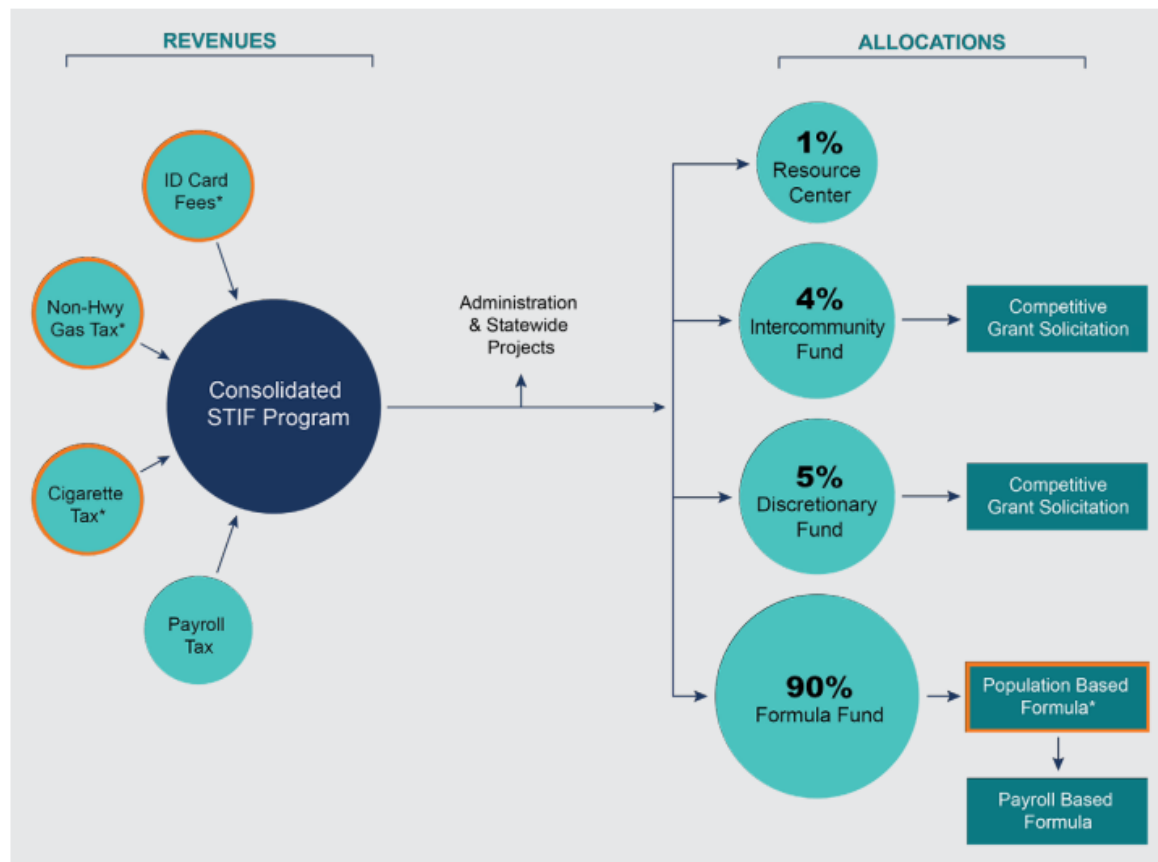 REVENUES
ALLOCATIONS
ID Card
Fees*
Non-Hwy
Gas Tax*
Cigarette
Tax*
Payroll
Tax
Consolidated
STIF Program
Administration
& Statewide
Projects
1%
Resource
Center
4%
Intercommunity
Fund
Competitive
Grant Solicitation
5%
Discretionary
Fund
Competitive
Grant Solicitation
90%
Formula Fund
Population Based
Formula*
Payroll Based
Formula